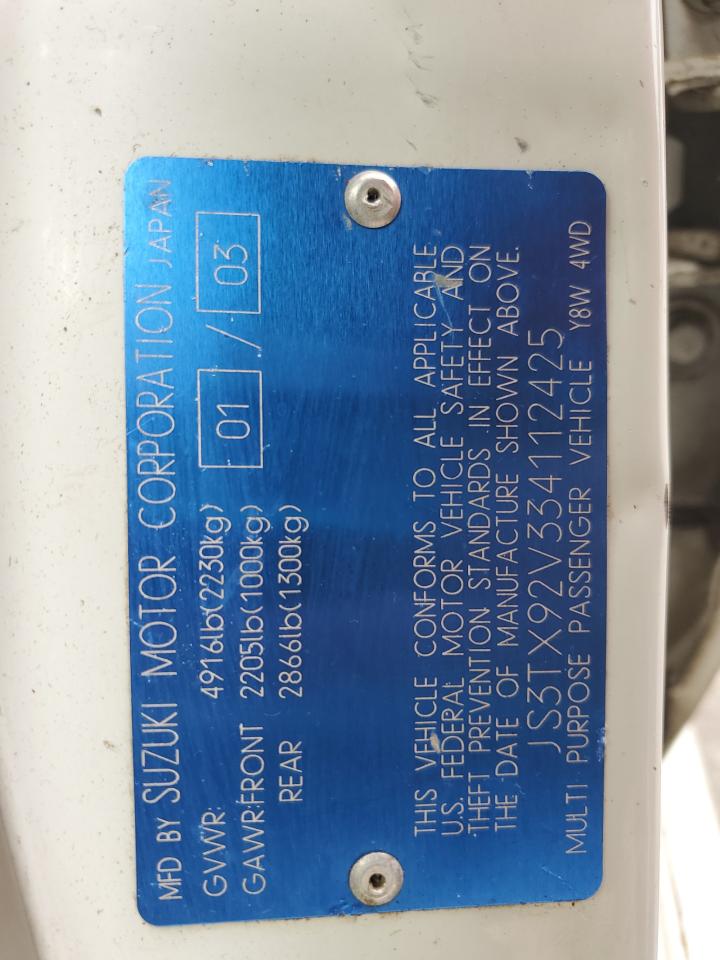 MFD BY SUZUKI MOTOR CORPORATION JAPAN
GVWR: 4916lb(2230kg) 01 / 03
GAWR:FRONT 2205lb(1000kg)
REAR 2866lb(1300kg)
THIS VEHICLE CONFORMS TO ALL APPLICABLE
U.S. FEDERAL MOTOR VEHICLE SAFETY AND
THEFT PREVENTION STANDARDS IN EFFECT ON
THE DATE OF MANUFACTURE SHOWN ABOVE.
JS3TX92V334112425
MULTI PURPOSE PASSENGER VEHICLE Y8W 4WD